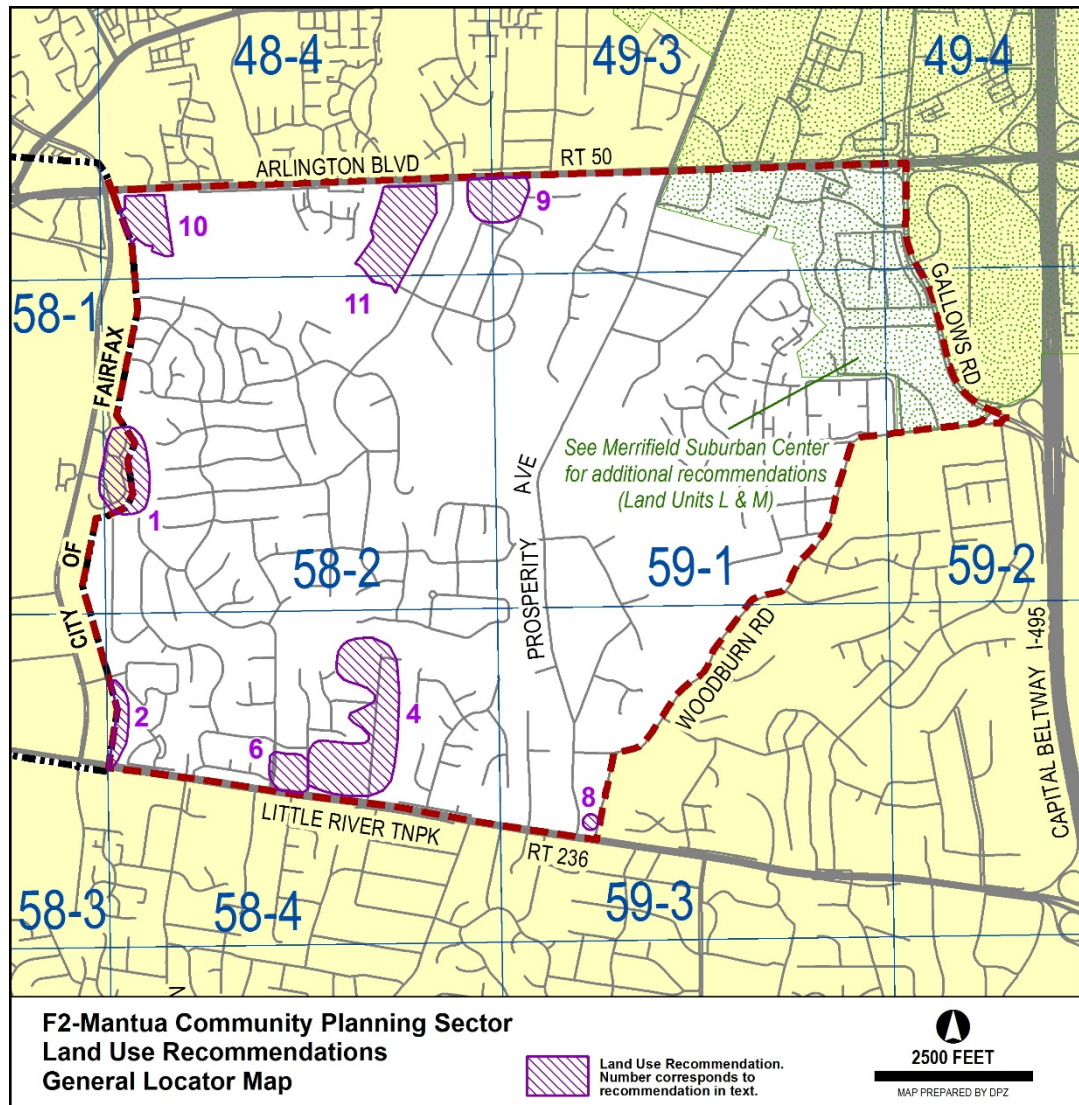 48-4
49-3
49-4
ARLINGTON BLVD
RT 50
10
9
11
58-1
GALLOWS RD
CITY OF FAIRFAX
See Merrifield Suburban Center
for additional recommendations
(Land Units L & M)
1
58-2
PROSPERITY AVE
59-1
59-2
WOODBURN RD
CAPITAL BELTWAY I-495
2
4
6
8
LITTLE RIVER TNPK
RT 236
58-3
58-4
59-3
N
F2-Mantua Community Planning Sector
Land Use Recommendations
General Locator Map
Land Use Recommendation.
Number corresponds to
recommendation in text.
2500 FEET
MAP PREPARED BY DPZ